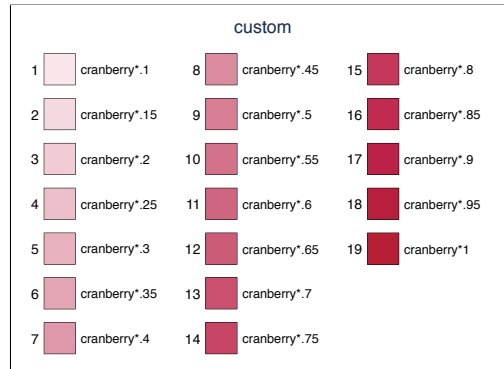 custom
1 cranberry*.1
2 cranberry*.15
3 cranberry*.2
4 cranberry*.25
5 cranberry*.3
6 cranberry*.35
7 cranberry*.4
8 cranberry*.45
9 cranberry*.5
10 cranberry*.55
11 cranberry*.6
12 cranberry*.65
13 cranberry*.7
14 cranberry*.75
15 cranberry*.8
16 cranberry*.85
17 cranberry*.9
18 cranberry*.95
19 cranberry*1